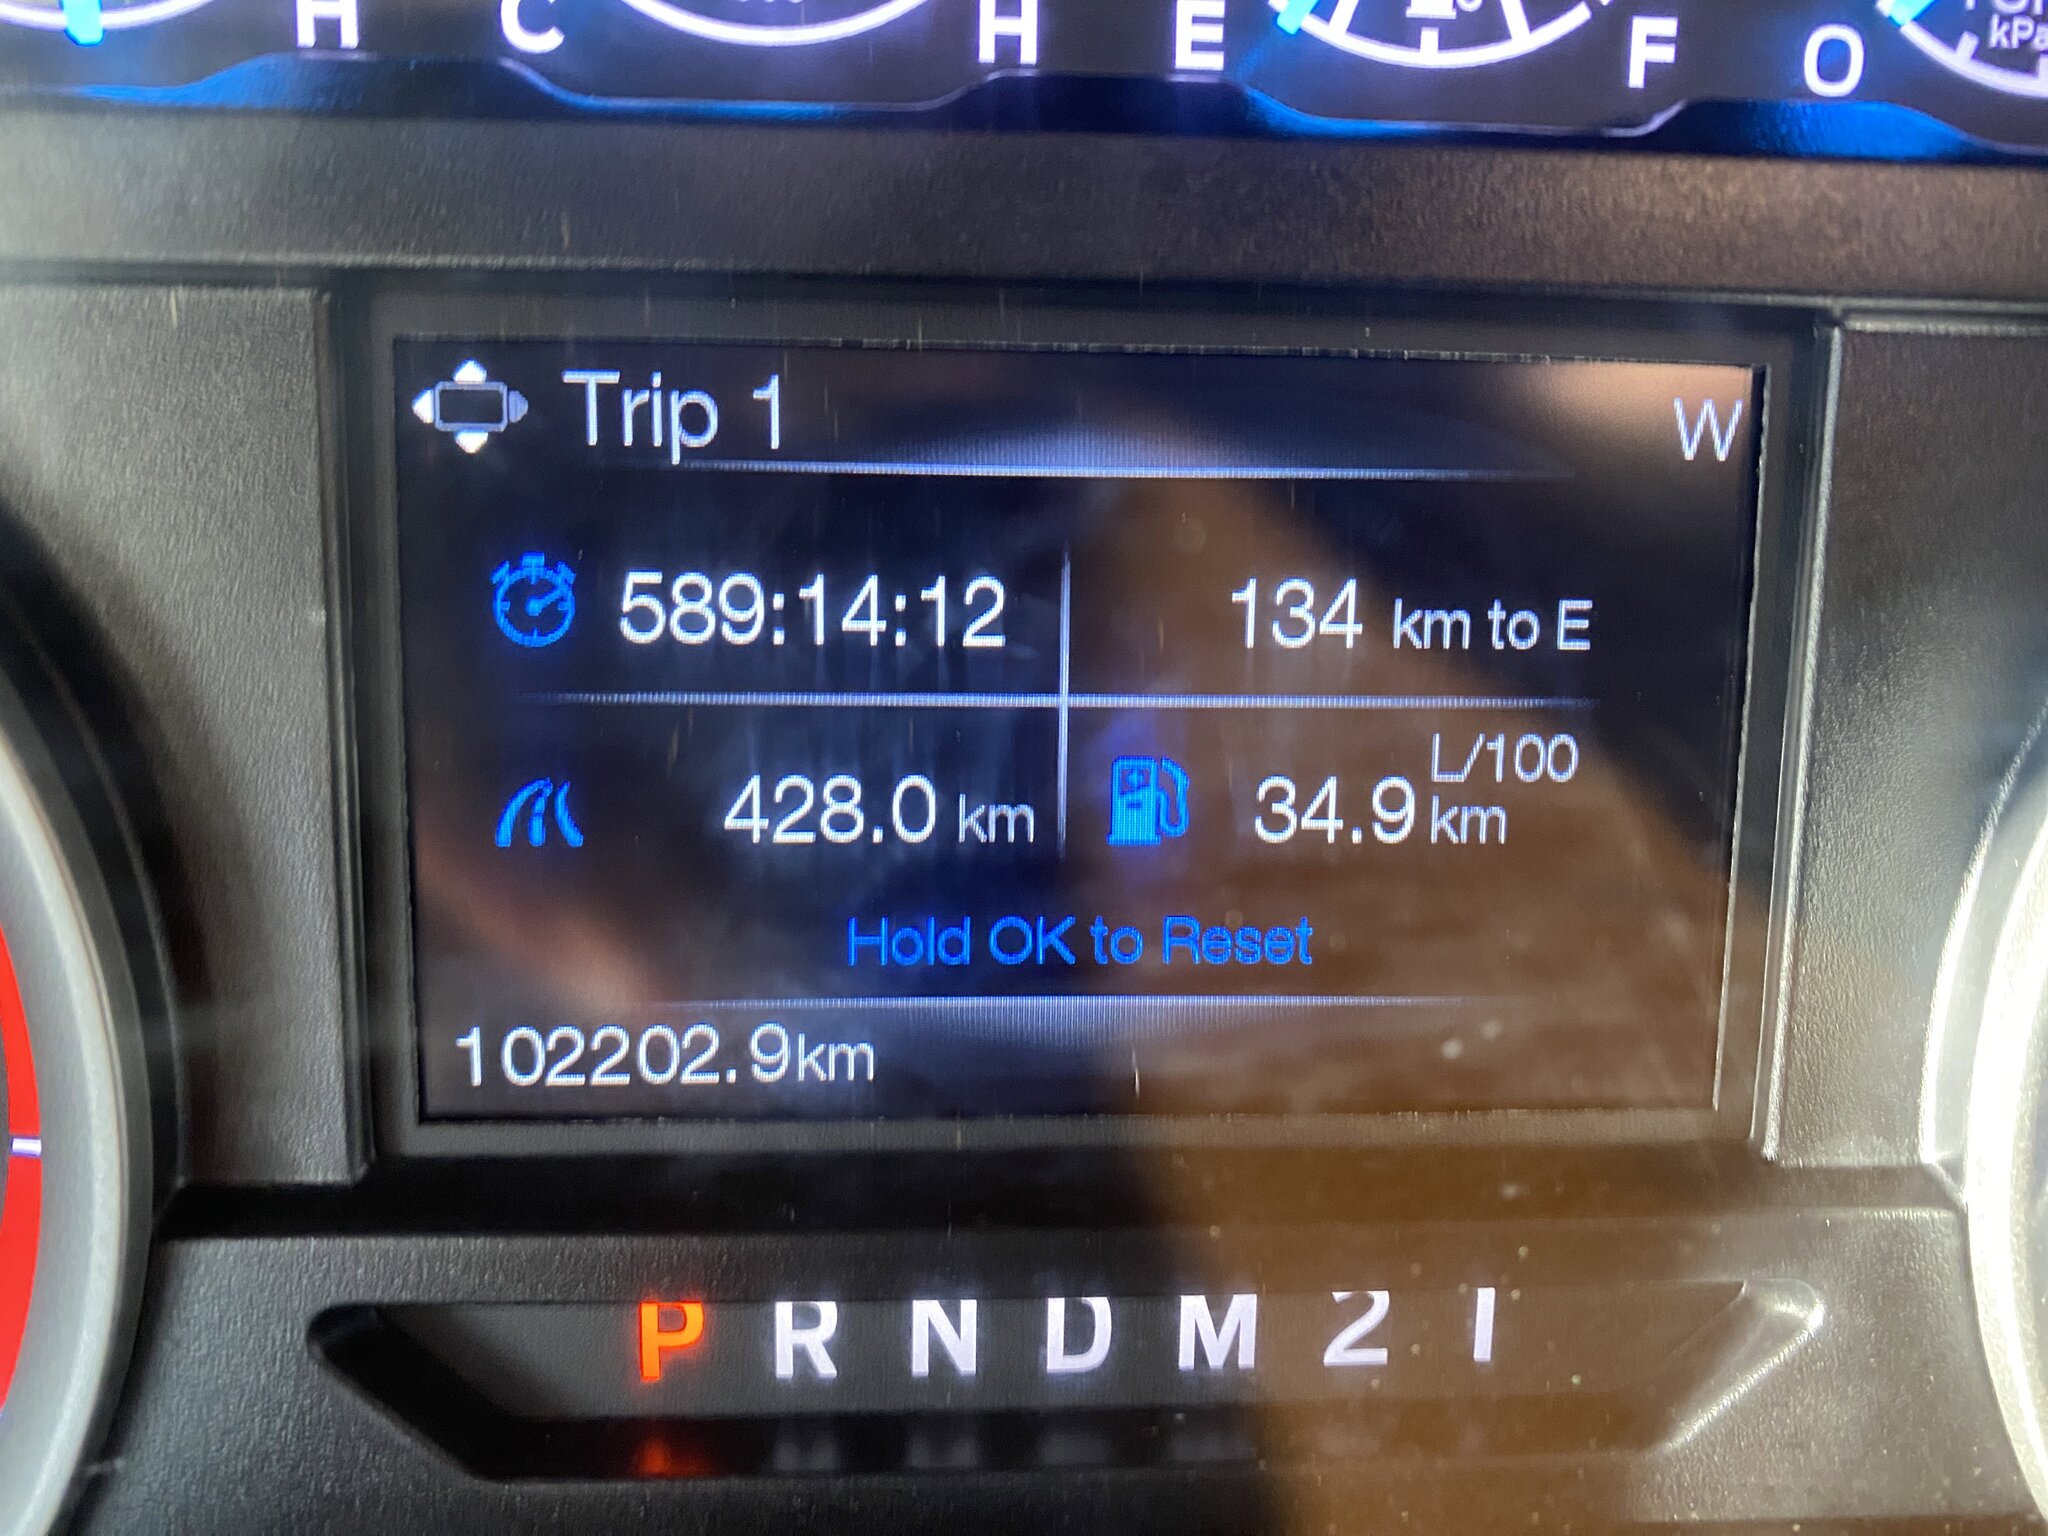 H C H E F O kPa
Trip 1 W
589:14:12 134 km to E
428.0 km 34.9 L/100 km
Hold OK to Reset
102202.9km
P R N D M 2 1